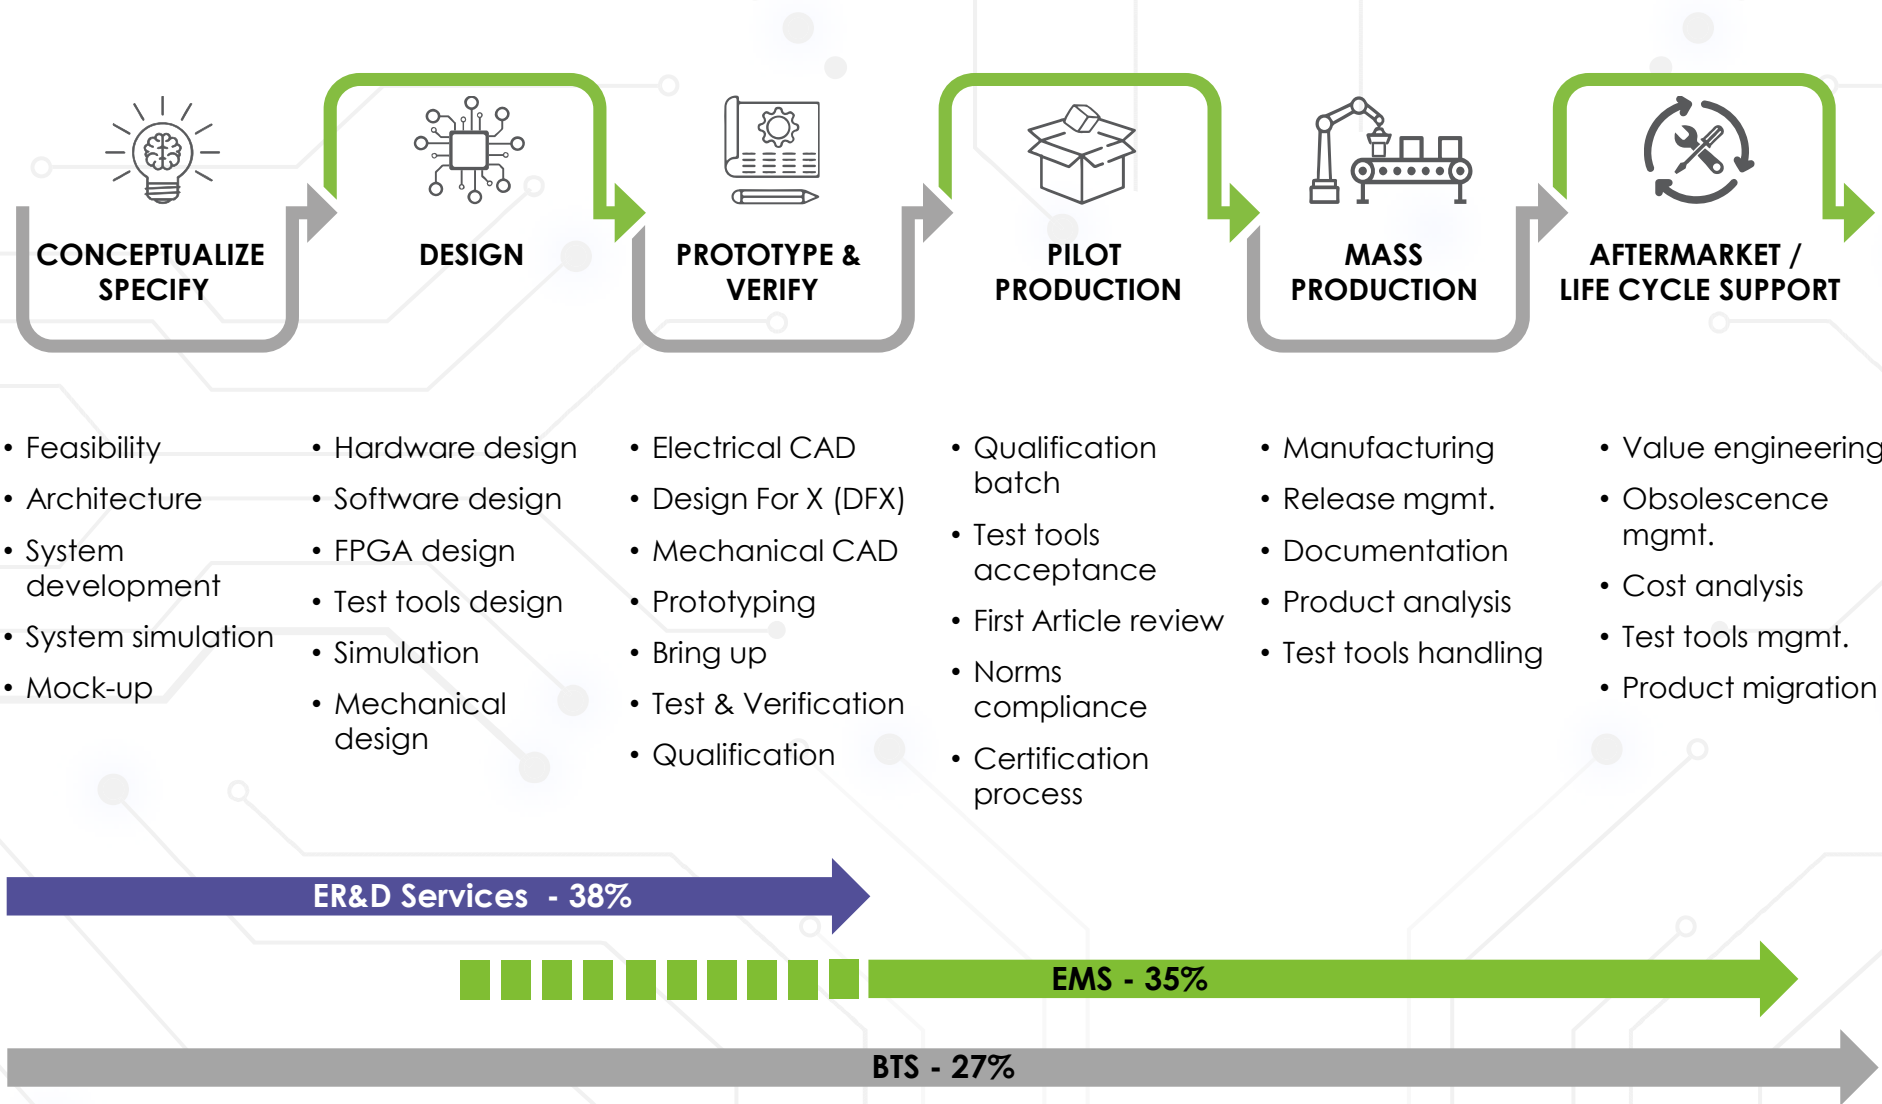 CONCEPTUALIZE
SPECIFY
DESIGN
PROTOTYPE &
VERIFY
PILOT
PRODUCTION
MASS
PRODUCTION
AFTERMARKET /
LIFE CYCLE SUPPORT
• Feasibility
• Architecture
• System
development
• System simulation
• Mock-up
• Hardware design
• Software design
• FPGA design
• Test tools design
• Simulation
• Mechanical
design
• Electrical CAD
• Design For X (DFX)
• Mechanical CAD
• Prototyping
• Bring up
• Test & Verification
• Qualification
• Qualification
batch
• Test tools
acceptance
• First Article review
• Norms
compliance
• Certification
process
• Manufacturing
• Release mgmt.
• Documentation
• Product analysis
• Test tools handling
• Value engineering
• Obsolescence
mgmt.
• Cost analysis
• Test tools mgmt.
• Product migration
ER&D Services - 38%
EMS - 35%
BTS - 27%